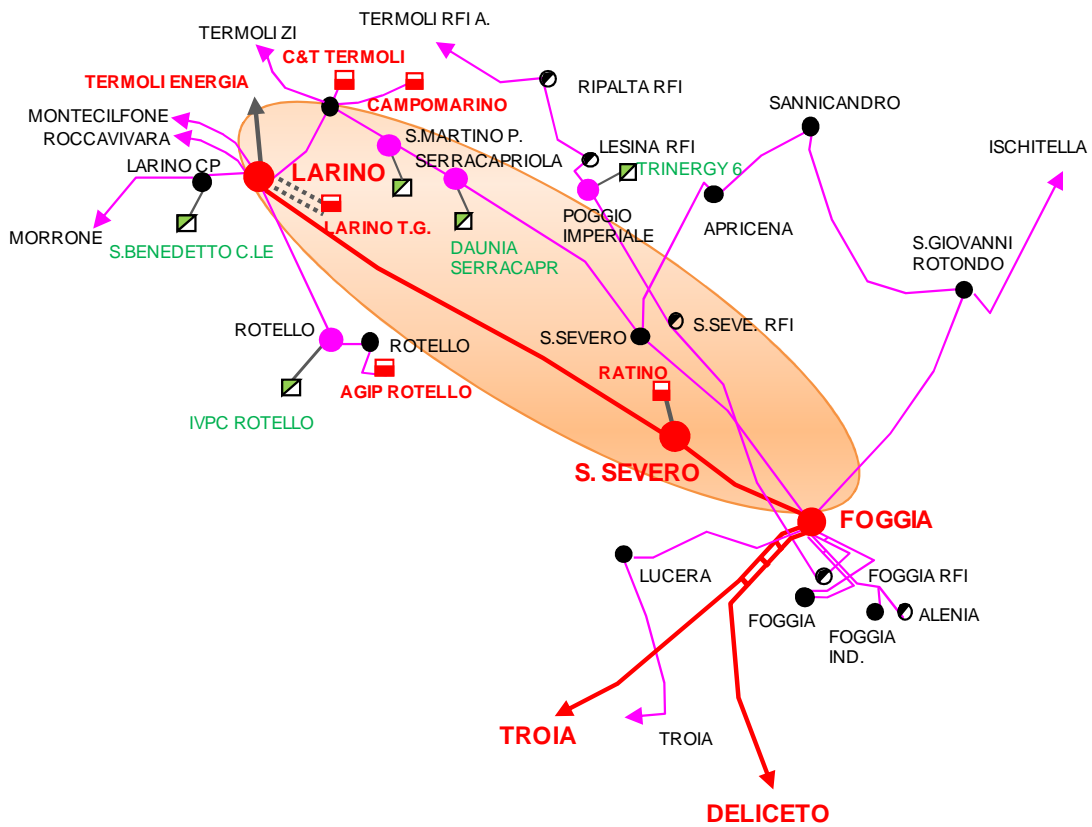 TERMOLI RFI A.
TERMOLI ZI
C&T TERMOLI
TERMOLI ENERGIA
RIPALTA RFI
CAMPOMARINO
SANNICANDRO
MONTECILFONE
ROCCAVIVARA
S.MARTINO P.
LESINA RFI
ISCHITELLA
LARINO CP
SERRACAPRIOLA
TRINERGY 6
LARINO
LARINO T.G.
POGGIO
IMPERIALE
APRICENA
MORRONE
S.BENEDETTO C.LE
DAUNIA
SERRACAPR
S.GIOVANNI
ROTONDO
ROTELLO
ROTELLO
S.SEVERO
S.SEVE. RFI
AGIP ROTELLO
RATINO
IVPC ROTELLO
S. SEVERO
FOGGIA
LUCERA
FOGGIA RFI
FOGGIA
FOGGIA
IND.
ALENIA
TROIA
TROIA
DELICETO